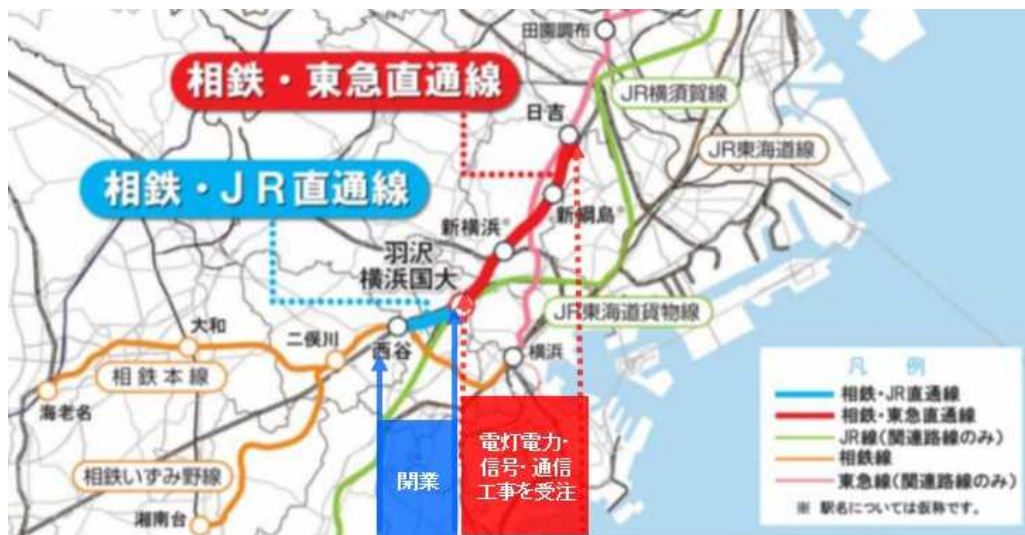 田園調布
相鉄・東急直通線
JR横須賀線
日吉
JR東海道線
相鉄・JR直通線
新綱島※
新横浜※
羽沢
横浜国大
JR東海道貨物線
大和
二俣川
西谷
横浜
相鉄本線
海老名
相鉄いずみ野線
湘南台
開業
電灯電力・
信号・通信
工事を受注
凡 例
相鉄・JR直通線
相鉄・東急直通線
JR線(関連路線のみ)
相鉄線
東急線(関連路線のみ)
※ 駅名については仮称です。